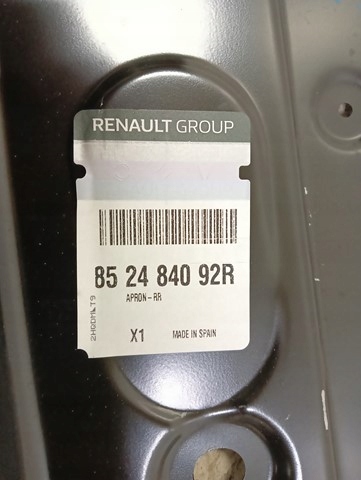 RENAULT GROUP
85 24 840 92R
APRON-RR
X1 MADE IN SPAIN